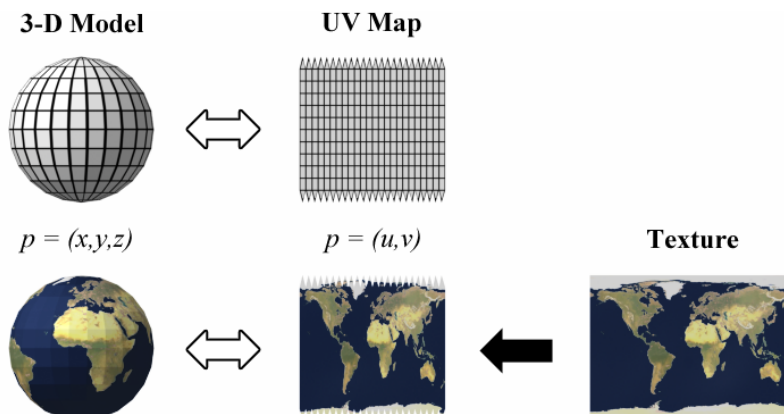 3-D Model
UV Map
p = (x,y,z)
p = (u,v)
Texture